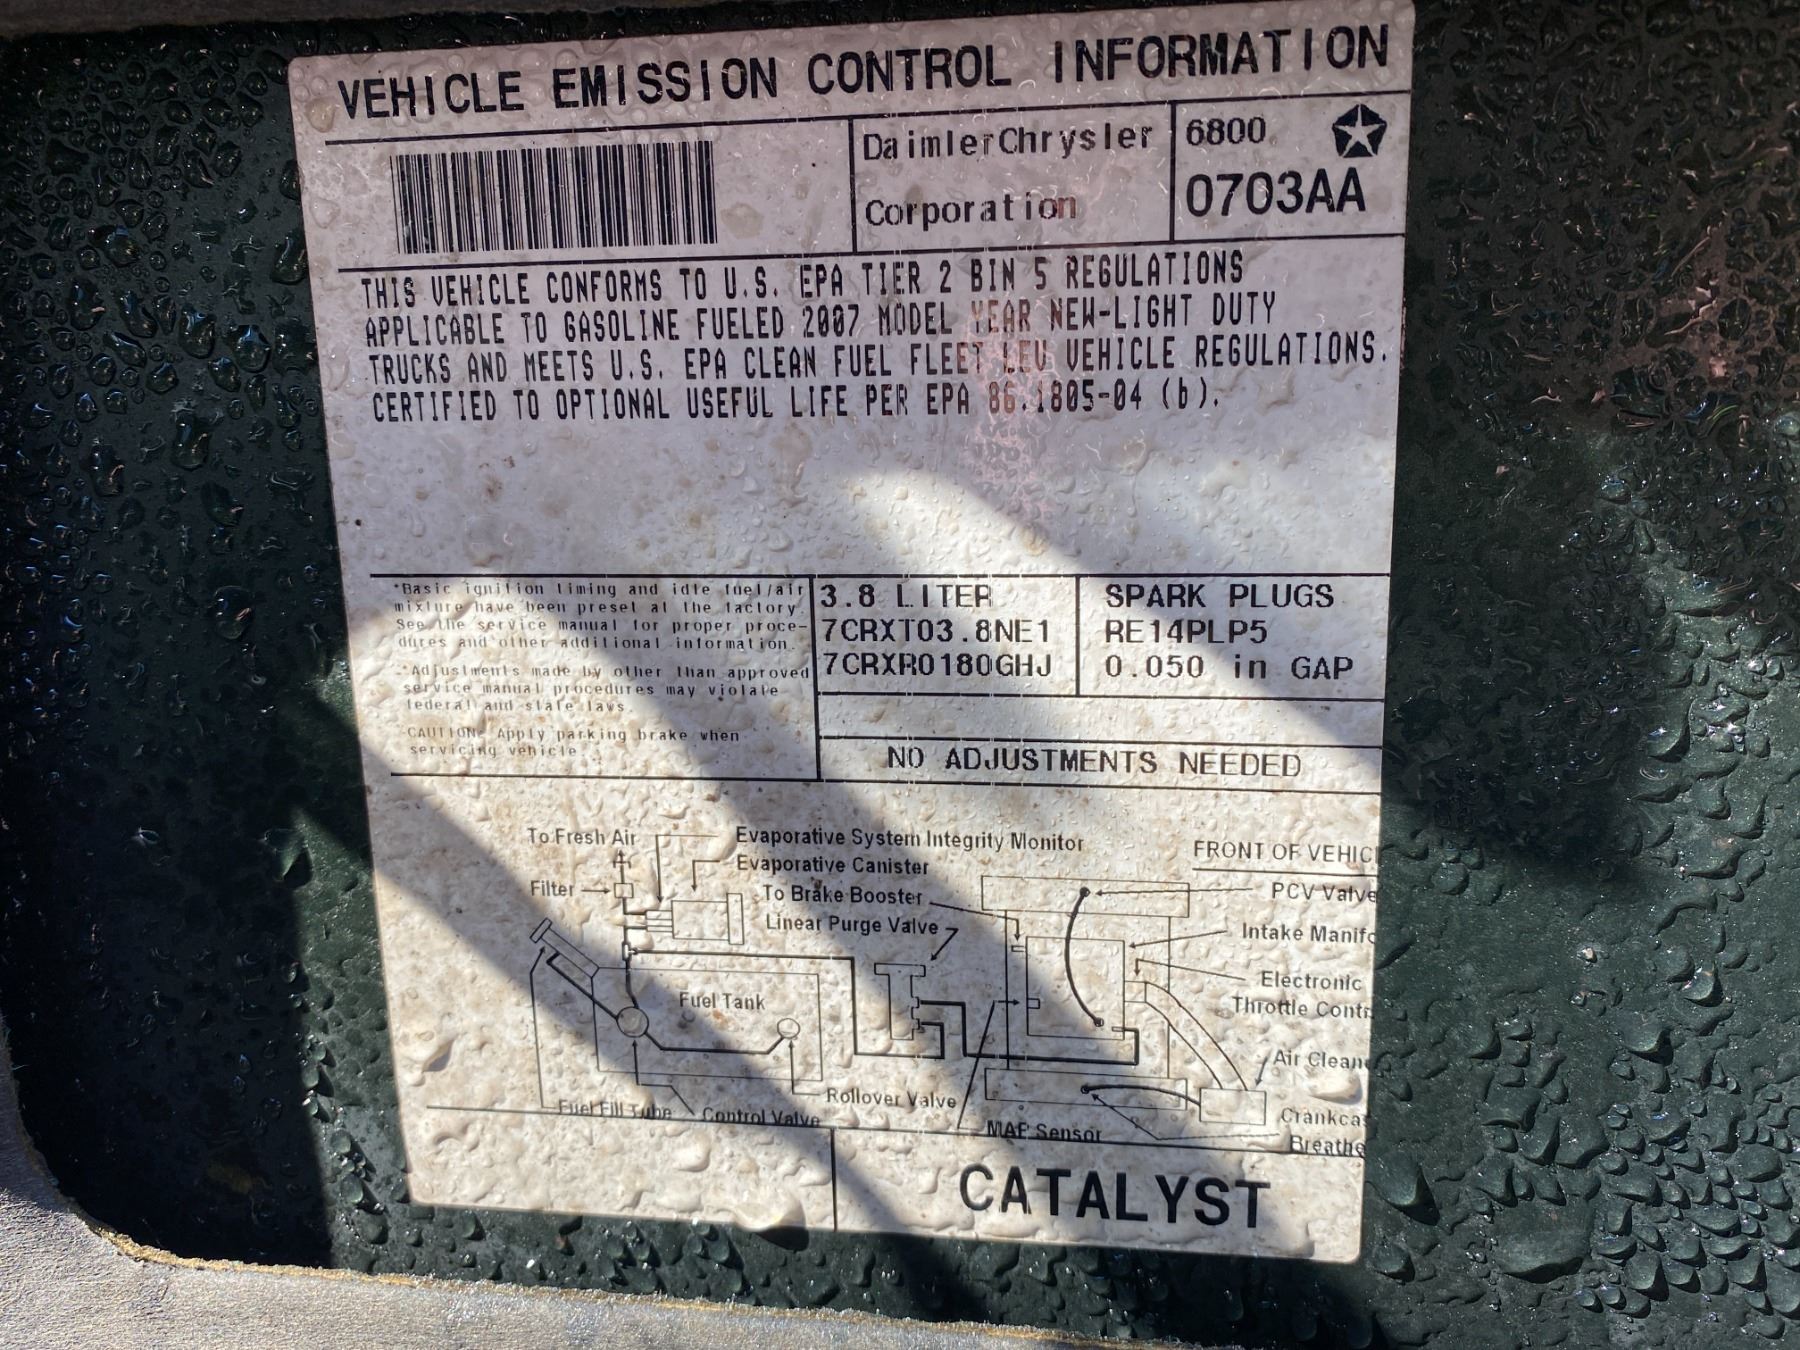 VEHICLE EMISSION CONTROL INFORMATION
DaimlerChrysler
Corporation
6800
0703AA
THIS VEHICLE CONFORMS TO U.S. EPA TIER 2 BIN 5 REGULATIONS
APPLICABLE TO GASOLINE FUELED 2007 MODEL YEAR NEW-LIGHT DUTY
TRUCKS AND MEETS U.S. EPA CLEAN FUEL FLEET LEV VEHICLE REGULATIONS.
CERTIFIED TO OPTIONAL USEFUL LIFE PER EPA 86.1805-04 (b).
*Basic ignition timing and idle fuel/air
mixture have been preset at the factory.
See the service manual for proper proce-
dures and other additional information.
*Adjustments made by other than approved
service manual procedures may violate
federal and state laws.
CAUTION: Apply parking brake when
servicing vehicle
3.8 LITER
7CRXT03.8NE1
7CRXR0180GHJ
SPARK PLUGS
RE14PLP5
0.050 in GAP
NO ADJUSTMENTS NEEDED
To Fresh Air
Evaporative System Integrity Monitor
Evaporative Canister
Filter
To Brake Booster
Linear Purge Valve
FRONT OF VEHIC
PCV Valve
Intake Manifo
Electronic
Throttle Contr
Fuel Tank
Air Cleane
Rollover Valve
Fuel Fill Tube
Control Valve
MAP Sensor
Crankca
Breathe
CATALYST